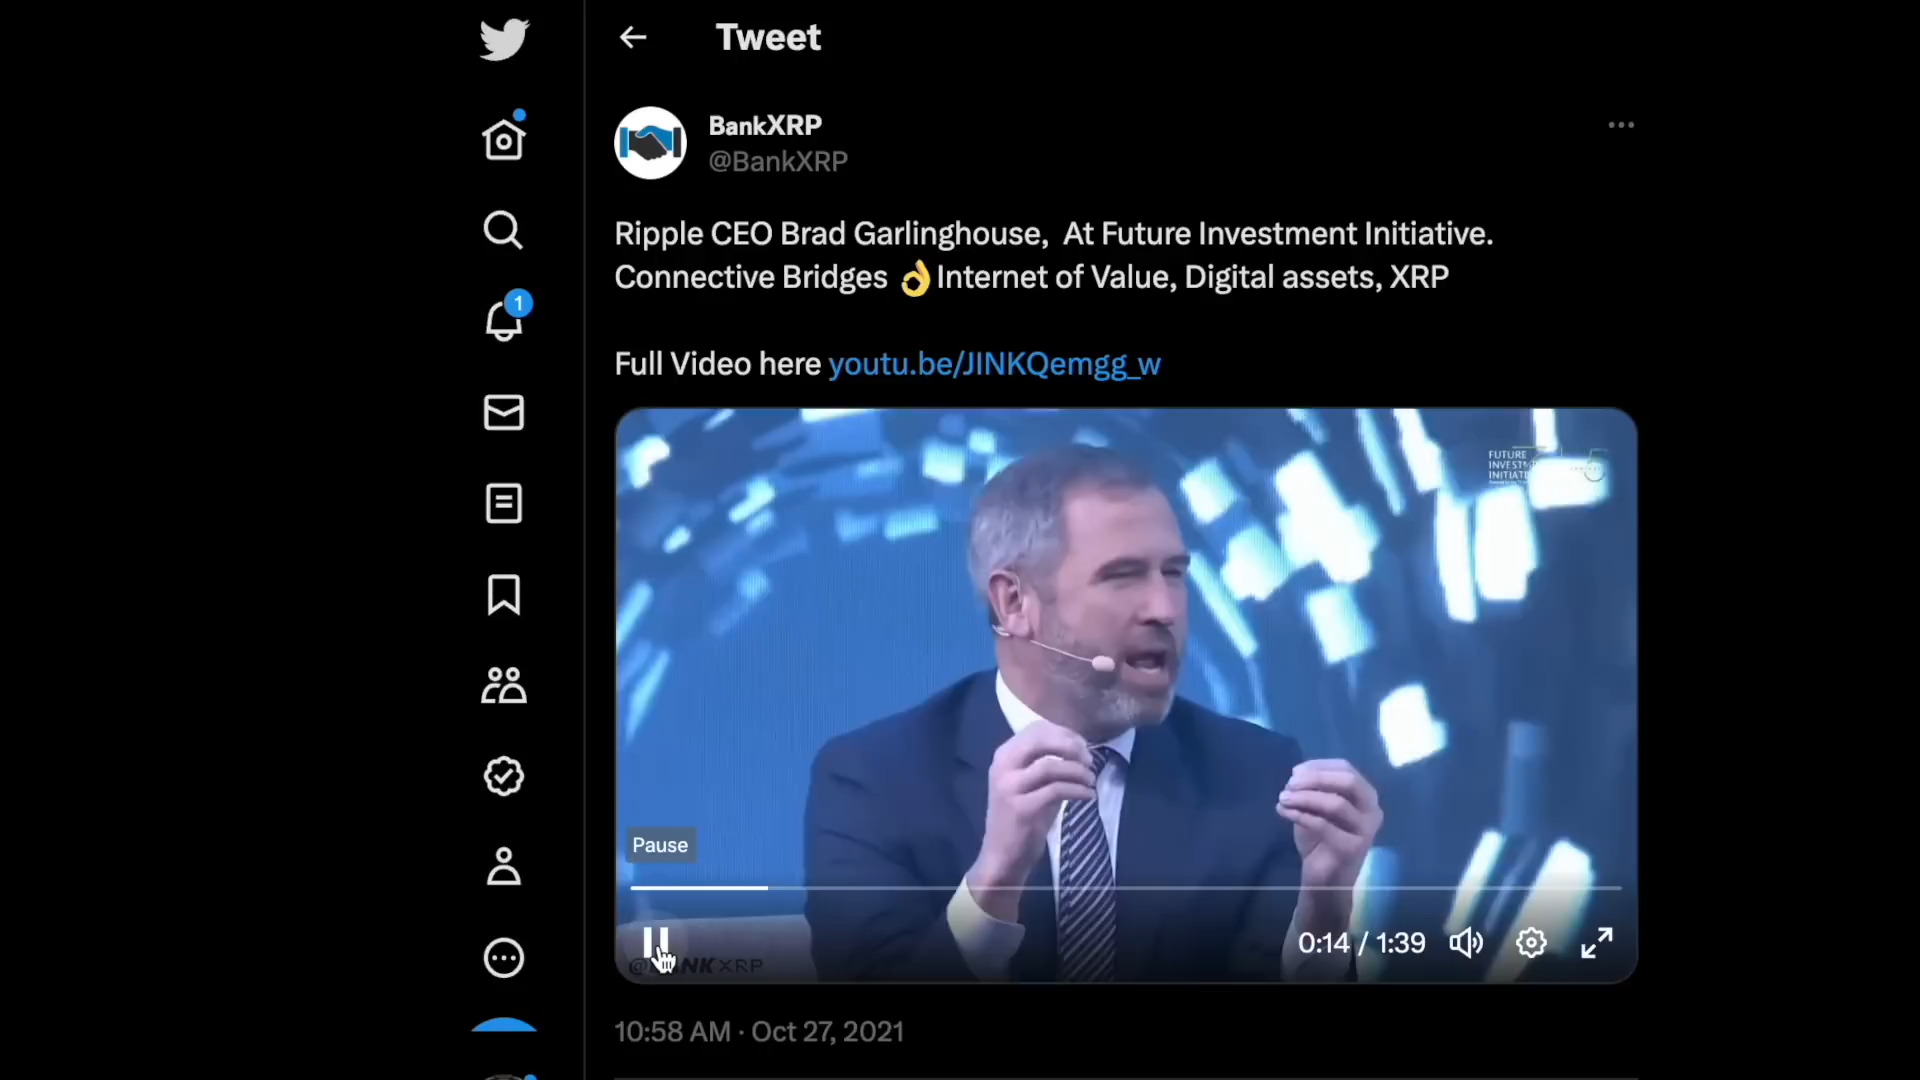 Tweet
BankXRP
@BankXRP
1
Ripple CEO Brad Garlinghouse,  At Future Investment Initiative.
Connective Bridges 👌Internet of Value, Digital assets, XRP
Full Video here youtu.be/JINKQemgg_w
FUTURE
Pause
0:14 / 1:39
10:58 AM · Oct 27, 2021